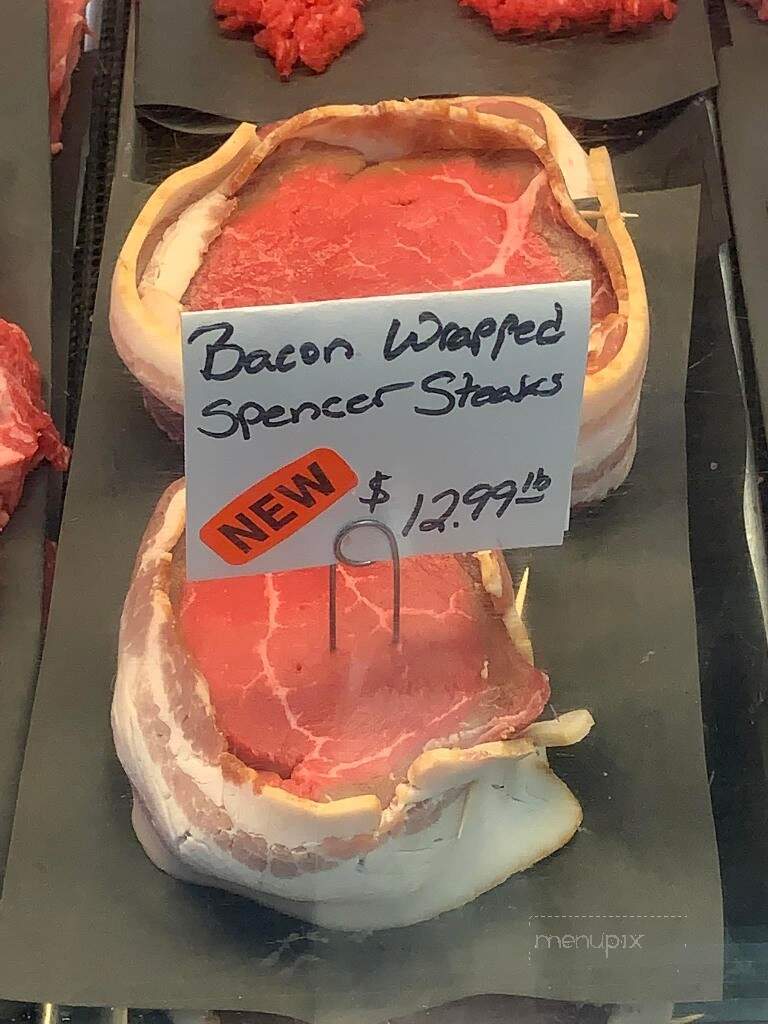 Bacon Wrapped
Spencer Steaks
NEW $12.99 lb
menupix